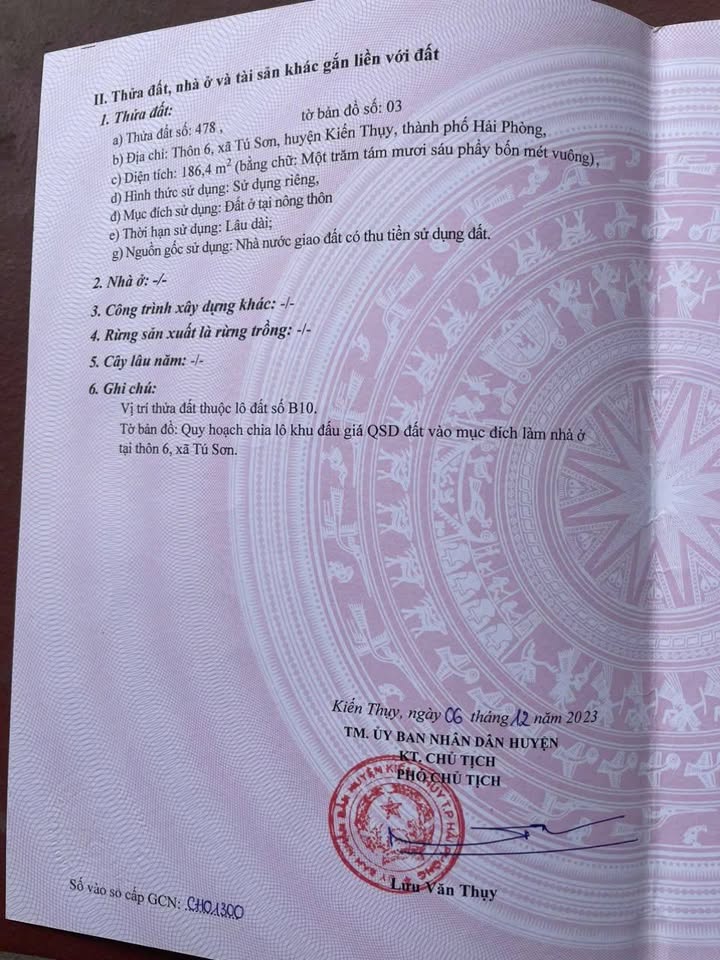 II. Thửa đất, nhà ở và tài sản khác gắn liền với đất
1. Thửa đất:
a) Thửa đất số: 478 , tờ bản đồ số: 03
b) Địa chỉ: Thôn 6, xã Tú Sơn, huyện Kiến Thụy, thành phố Hải Phòng,
c) Diện tích: 186,4 m² (bằng chữ: Một trăm tám mươi sáu phẩy bốn mét vuông),
d) Hình thức sử dụng: Sử dụng riêng,
đ) Mục đích sử dụng: Đất ở tại nông thôn
e) Thời hạn sử dụng: Lâu dài;
g) Nguồn gốc sử dụng: Nhà nước giao đất có thu tiền sử dụng đất.
2. Nhà ở: -/-
3. Công trình xây dựng khác: -/-
4. Rừng sản xuất là rừng trồng: -/-
5. Cây lâu năm: -/-
6. Ghi chú:
Vị trí thửa đất thuộc lô đất số B10.
Tờ bản đồ: Quy hoạch chia lô khu đấu giá QSD đất vào mục đích làm nhà ở
tại thôn 6, xã Tú Sơn.
Kiến Thụy, ngày 06 tháng 12 năm 2023
TM. ỦY BAN NHÂN DÂN HUYỆN
KT. CHỦ TỊCH
PHÓ CHỦ TỊCH
ỦY BAN NHÂN DÂN HUYỆN KIẾN THỤY T.P HẢI PHÒNG
Lưu Văn Thụy
Số vào sổ cấp GCN: CH01300